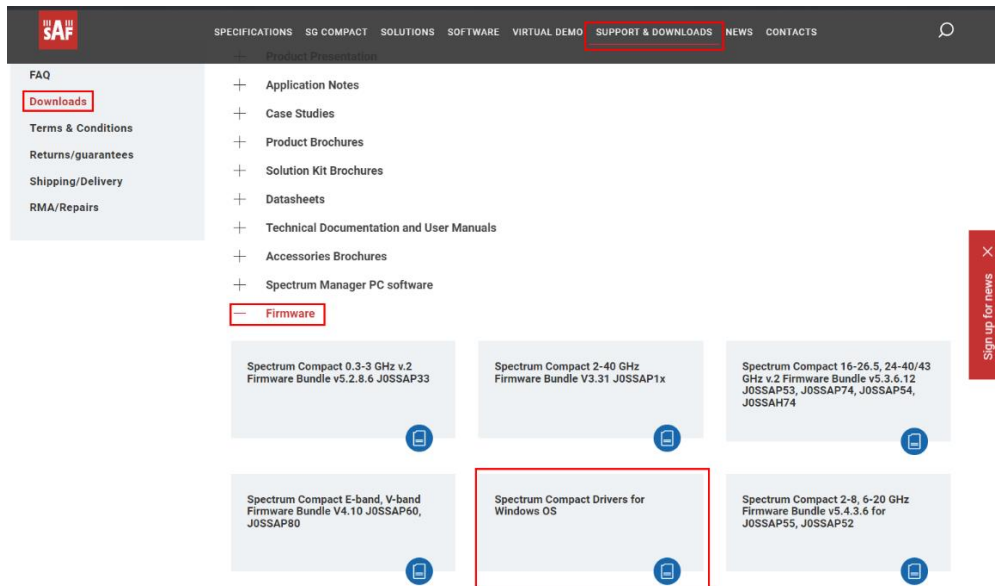 SAF
SPECIFICATIONS SG COMPACT SOLUTIONS SOFTWARE VIRTUAL DEMO SUPPORT & DOWNLOADS NEWS CONTACTS
FAQ
Downloads
Terms & Conditions
Returns/guarantees
Shipping/Delivery
RMA/Repairs
Product Presentation
Application Notes
Case Studies
Product Brochures
Solution Kit Brochures
Datasheets
Technical Documentation and User Manuals
Accessories Brochures
Spectrum Manager PC software
Firmware
Spectrum Compact 0.3-3 GHz v.2
Firmware Bundle v5.2.8.6 J0SSAP33
Spectrum Compact 2-40 GHz
Firmware Bundle V3.31 J0SSAP1x
Spectrum Compact 16-26.5, 24-40/43
GHz v.2 Firmware Bundle v5.3.6.12
J0SSAP53, J0SSAP74, J0SSAP54,
J0SSAH74
Spectrum Compact E-band, V-band
Firmware Bundle V4.10 J0SSAP60,
J0SSAP80
Spectrum Compact Drivers for
Windows OS
Spectrum Compact 2-8, 6-20 GHz
Firmware Bundle v5.4.3.6 for
J0SSAP55, J0SSAP52
Sign up for news